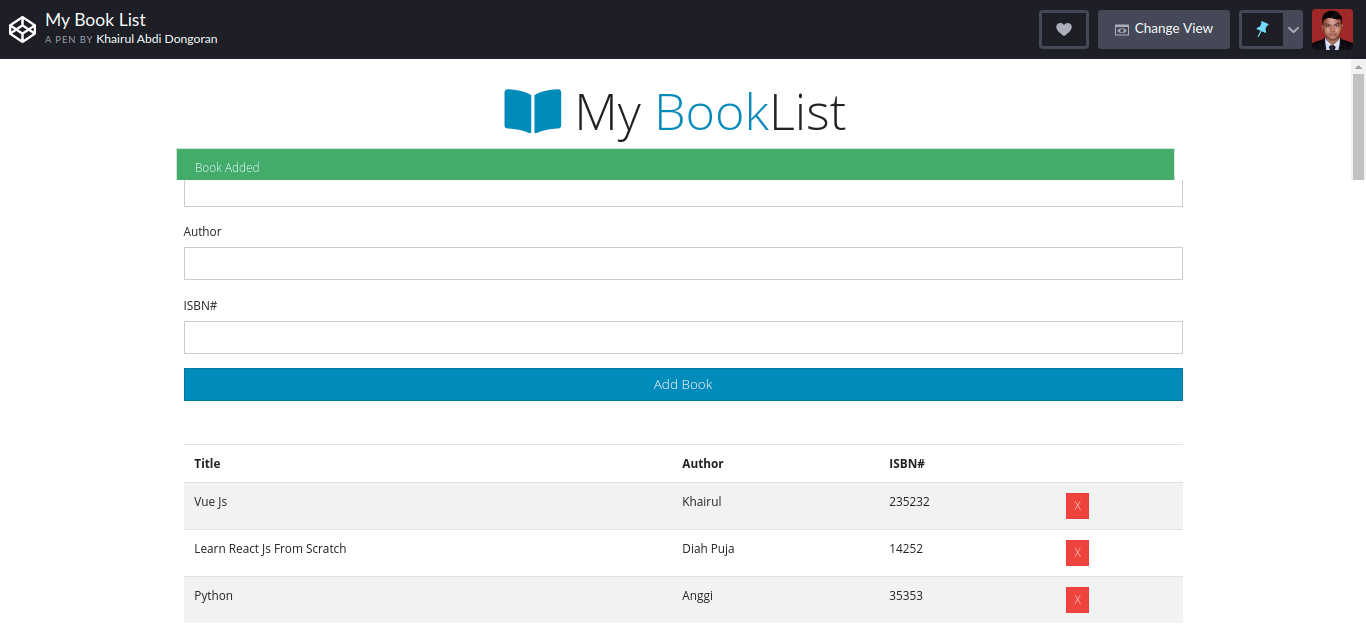 My Book List
A PEN BY Khairul Abdi Dongoran
Change View
My BookList
Book Added
Author
ISBN#
Add Book
Title Author ISBN#
Vue Js Khairul 235232 X
Learn React Js From Scratch Diah Puja 14252 X
Python Anggi 35353 X